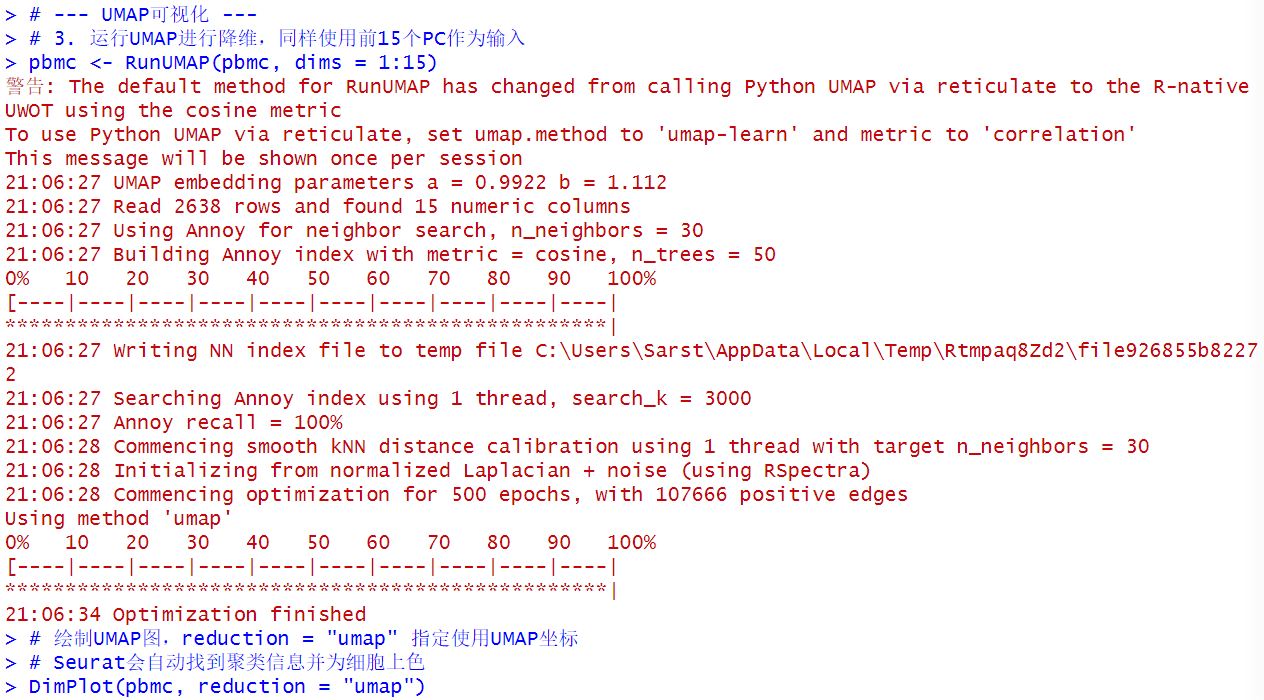 > # --- UMAP可视化 ---
> # 3. 运行UMAP进行降维，同样使用前15个PC作为输入
> pbmc <- RunUMAP(pbmc, dims = 1:15)
警告: The default method for RunUMAP has changed from calling Python UMAP via reticulate to the R-native
UWOT using the cosine metric
To use Python UMAP via reticulate, set umap.method to 'umap-learn' and metric to 'correlation'
This message will be shown once per session
21:06:27 UMAP embedding parameters a = 0.9922 b = 1.112
21:06:27 Read 2638 rows and found 15 numeric columns
21:06:27 Using Annoy for neighbor search, n_neighbors = 30
21:06:27 Building Annoy index with metric = cosine, n_trees = 50
0%   10   20   30   40   50   60   70   80   90   100%
[----|----|----|----|----|----|----|----|----|----|
**************************************************|
21:06:27 Writing NN index file to temp file C:\Users\Sarst\AppData\Local\Temp\Rtmpaq8Zd2\file926855b8227
2
21:06:27 Searching Annoy index using 1 thread, search_k = 3000
21:06:27 Annoy recall = 100%
21:06:28 Commencing smooth kNN distance calibration using 1 thread with target n_neighbors = 30
21:06:28 Initializing from normalized Laplacian + noise (using RSpectra)
21:06:28 Commencing optimization for 500 epochs, with 107666 positive edges
Using method 'umap'
0%   10   20   30   40   50   60   70   80   90   100%
[----|----|----|----|----|----|----|----|----|----|
**************************************************|
21:06:34 Optimization finished
> # 绘制UMAP图，reduction = "umap" 指定使用UMAP坐标
> # Seurat会自动找到聚类信息并为细胞上色
> DimPlot(pbmc, reduction = "umap")